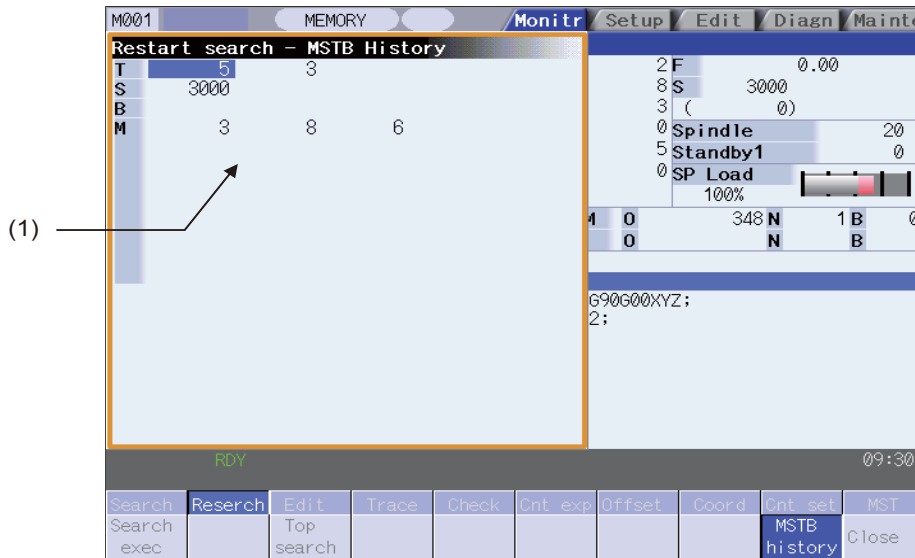 M001 MEMORY Monitr Setup Edit Diagn Mainte
Restart search - MSTB History
T 5 3
S 3000
B
M 3 8 6
(1)
2 F 0.00
8 S 3000
3 ( 0)
0 Spindle 20
5 Standby1 0
0 SP Load
100%
M O 348 N 1 B 0
O N B
G90G00XYZ;
2;
RDY 09:30
Search Reserch Edit Trace Check Cnt exp Offset Coord Cnt set MST
Search exec Top search MSTB history Close